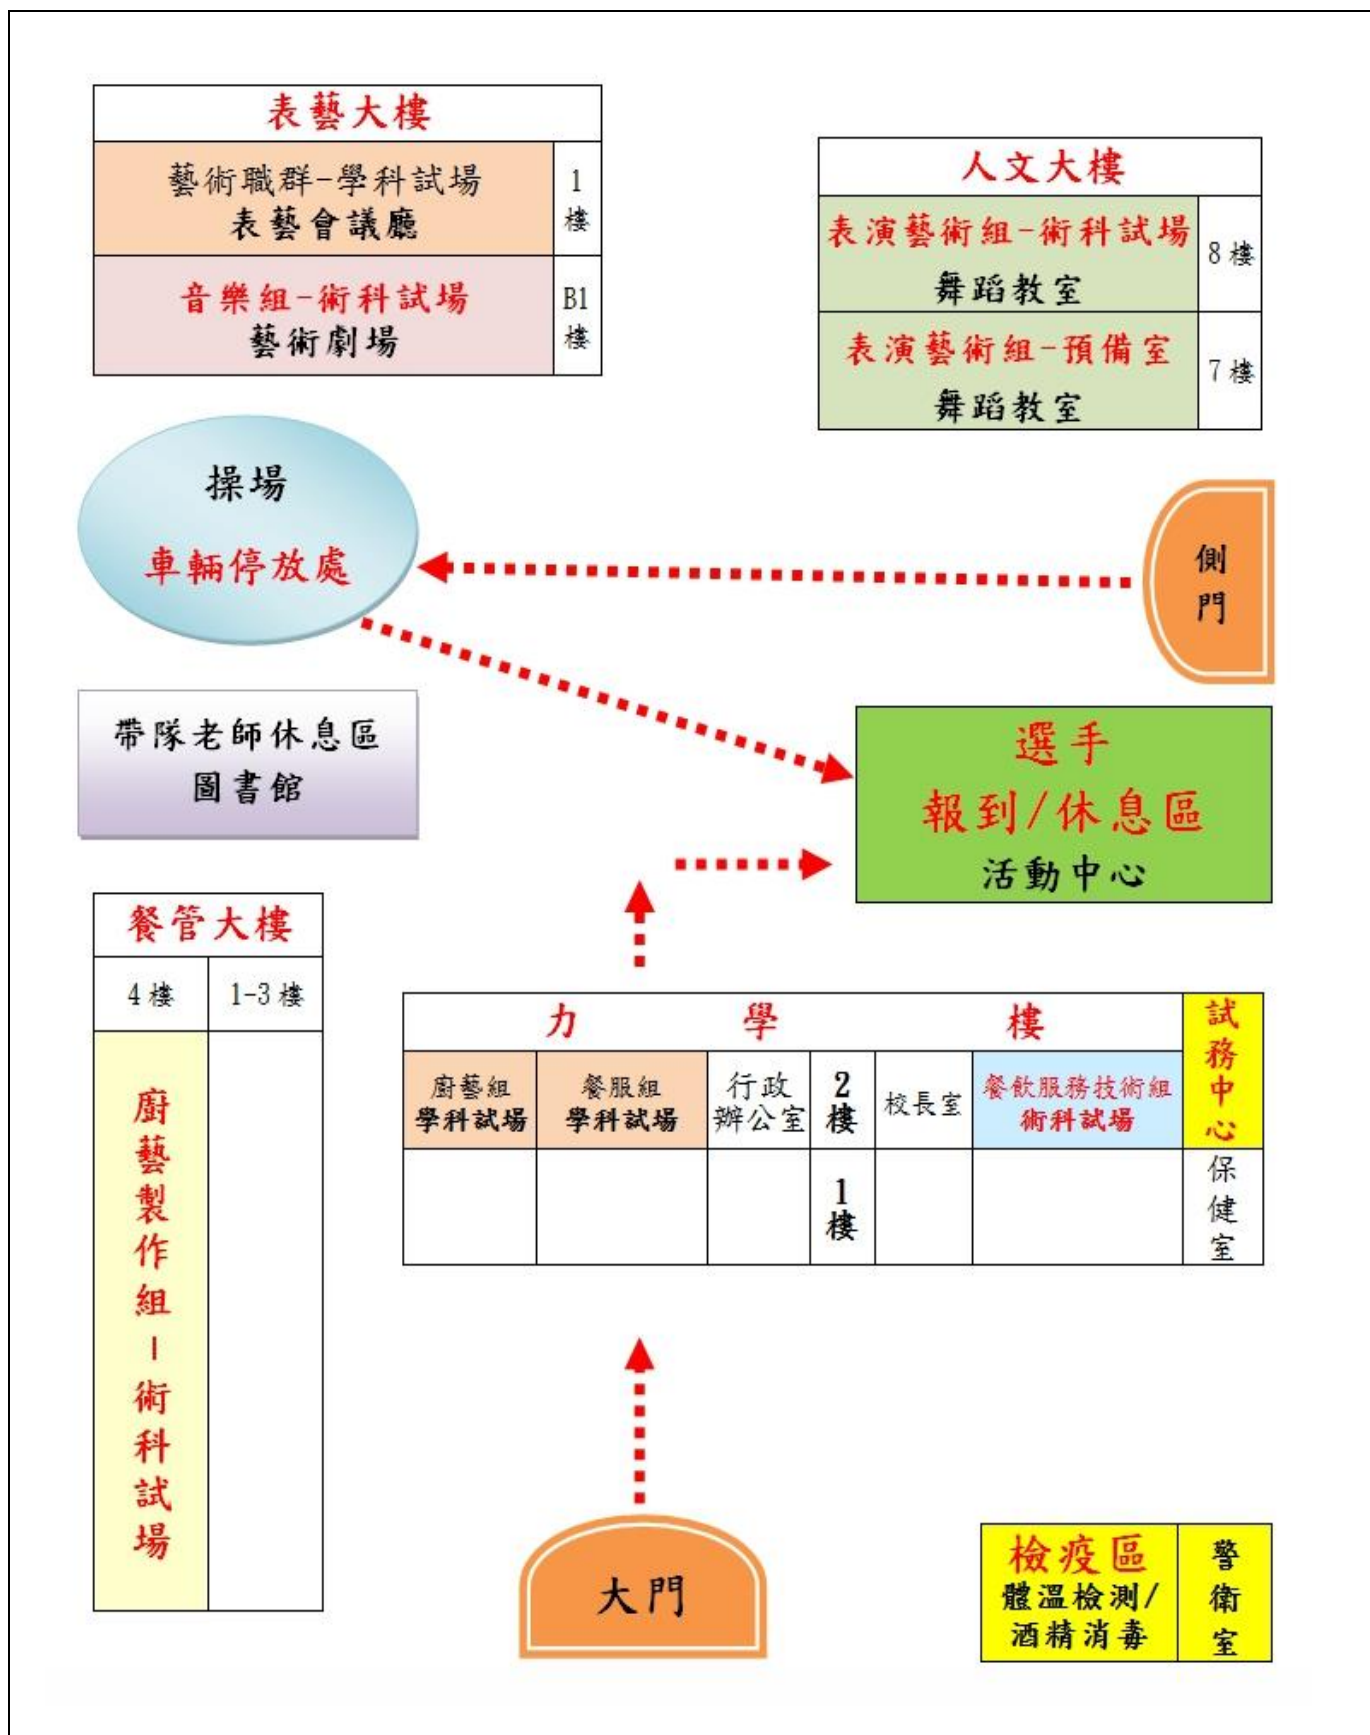 表藝大樓
藝術職群-學科試場
表藝會議廳
1
樓
音樂組-術科試場
藝術劇場
B1
樓
人文大樓
表演藝術組-術科試場
舞蹈教室
8樓
表演藝術組-預備室
舞蹈教室
7樓
操場
車輛停放處
側
門
帶隊老師休息區
圖書館
選手
報到/休息區
活動中心
餐管大樓
4樓
1-3樓
廚藝製作組-術科試場
力學樓
試務中心
廚藝組
學科試場
餐服組
學科試場
行政
辦公室
2
樓
校長室
餐飲服務技術組
術科試場
1
樓
保健室
大門
檢疫區
體溫檢測/
酒精消毒
警衛室